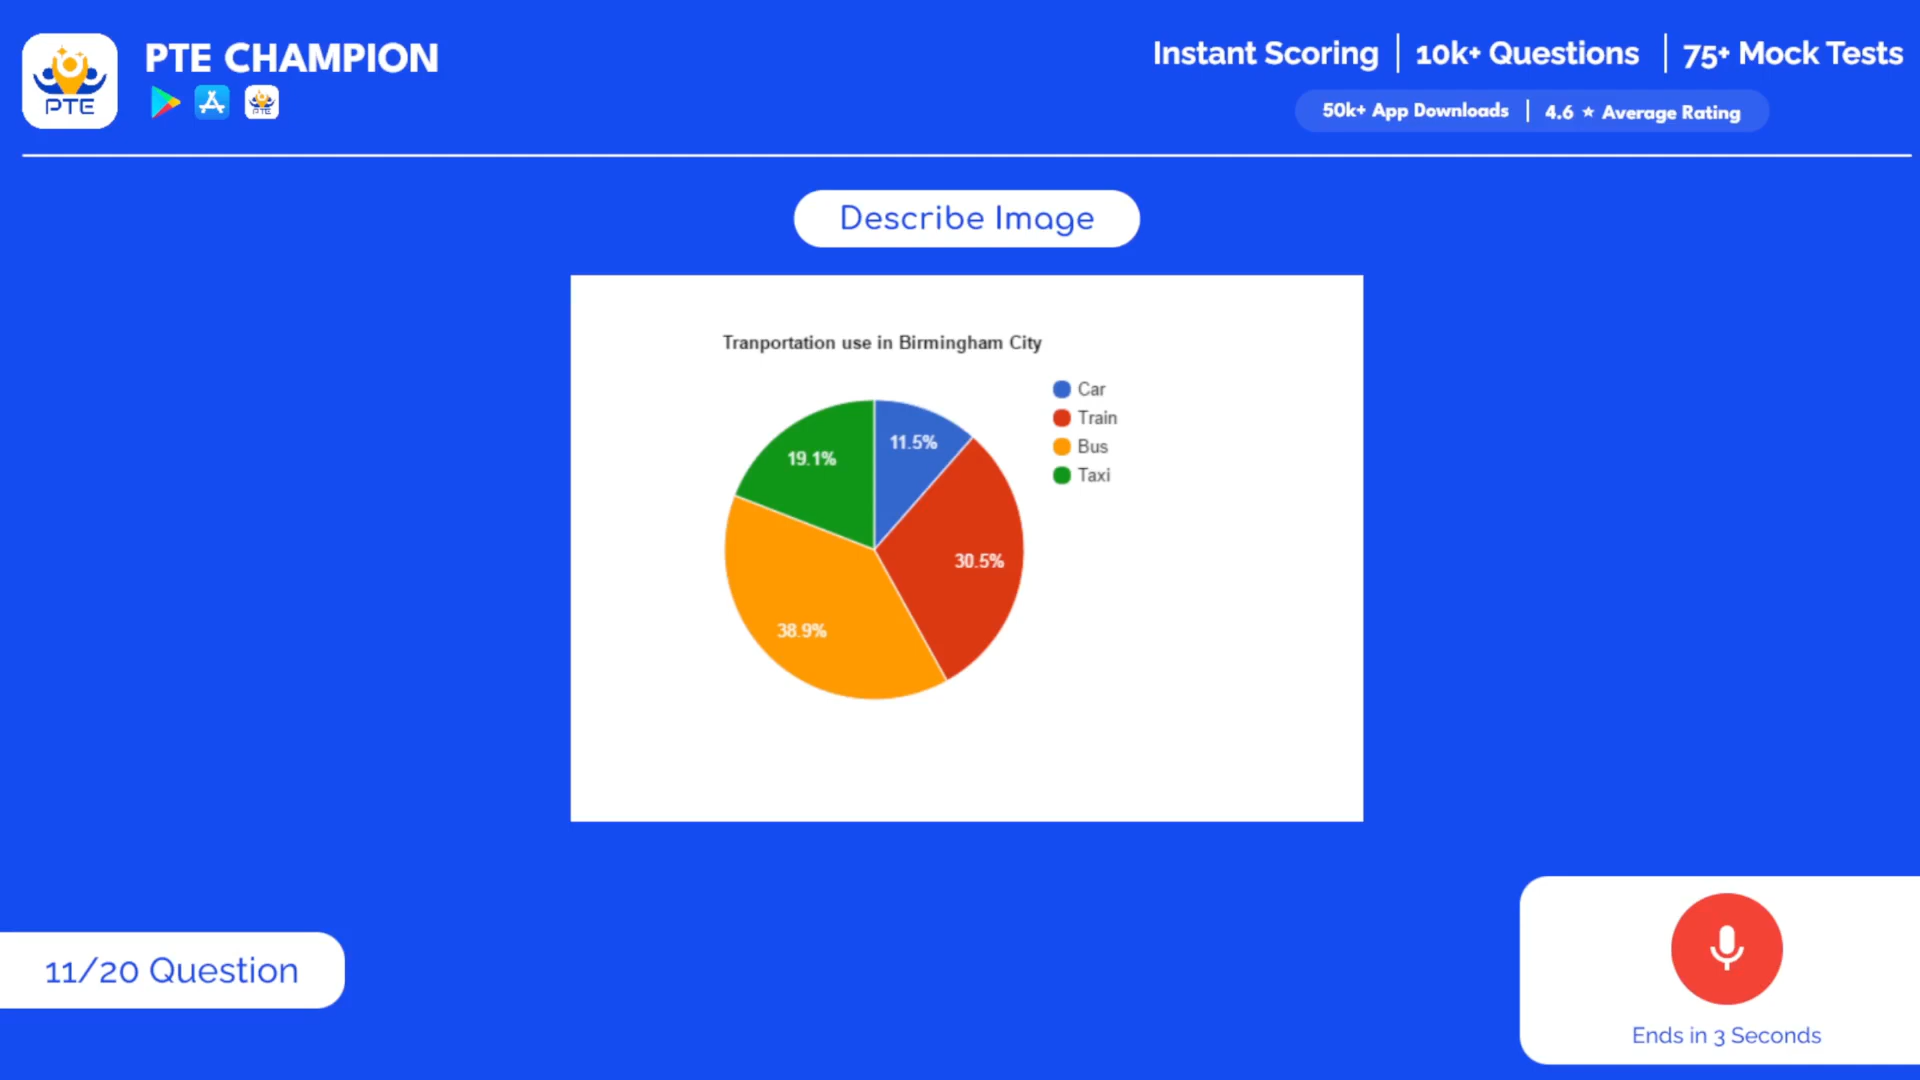 PTE CHAMPION
PTE
PTE
Instant Scoring | 10k+ Questions | 75+ Mock Tests
50k+ App Downloads | 4.6 ★ Average Rating
Describe Image
Tranportation use in Birmingham City
Car
Train
Bus
Taxi
11.5%
19.1%
30.5%
38.9%
11/20 Question
Ends in 3 Seconds